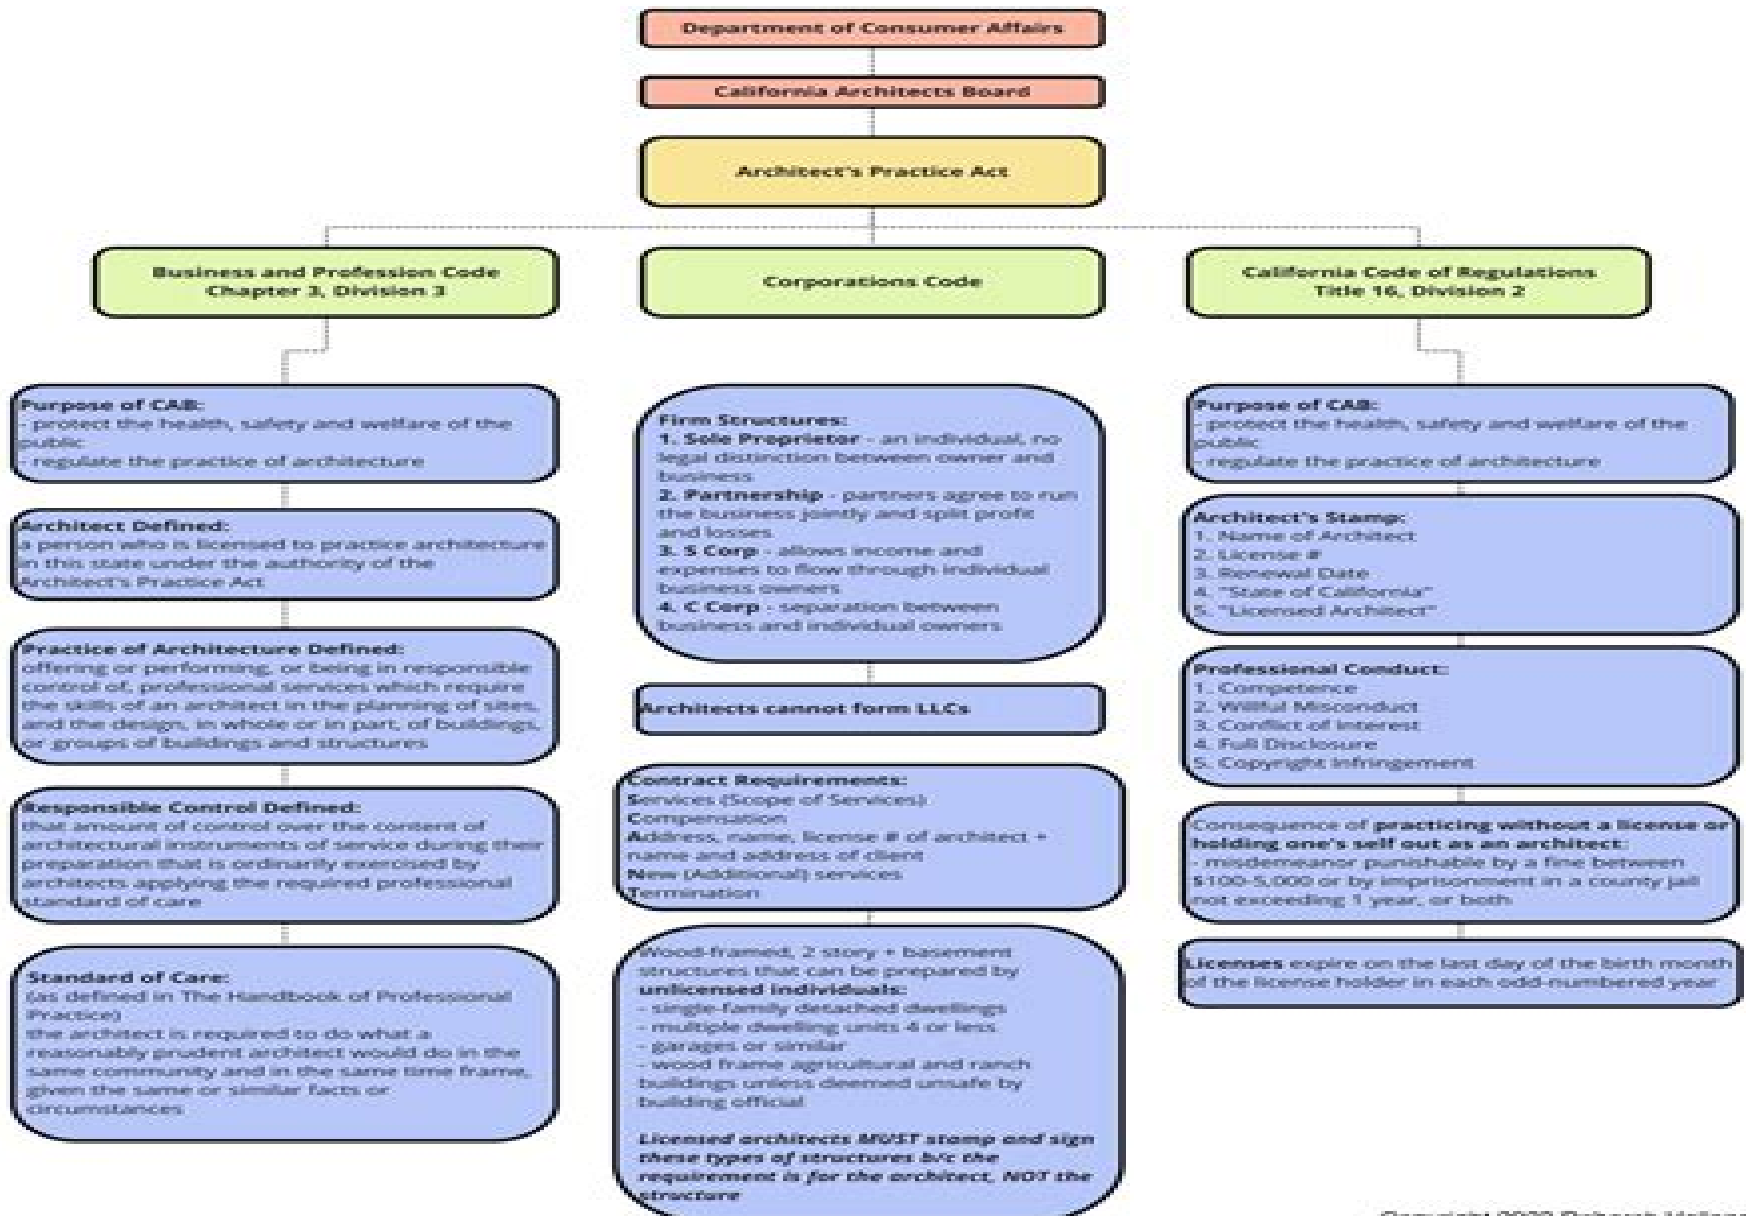 Department of Consumer Affairs
California Architects Board
Architect's Practice Act
Business and Profession Code
Chapter 3, Division 3
Corporations Code
California Code of Regulations
Title 16, Division 2
Purpose of CAB:
- protect the health, safety and welfare of the
public
- regulate the practice of architecture
Architect Defined:
a person who is licensed to practice architecture
in this state under the authority of the
Architect's Practice Act
Practice of Architecture Defined:
offering or performing, or being in responsible
control of, professional services which require
the skills of an architect in the planning of sites,
and the design, in whole or in part, of buildings,
or groups of buildings and structures
Responsible Control Defined:
that amount of control over the content of
architectural instruments of service during their
preparation that is ordinarily exercised by
architects applying the required professional
standard of care
Standard of Care:
(as defined in The Handbook of Professional
Practice)
the architect is required to do what a
reasonably prudent architect would do in the
same community and in the same time frame,
given the same or similar facts or
circumstances
Firm Structures:
1. Sole Proprietor - an individual, no
legal distinction between owner and
business
2. Partnership - partners agree to run
the business jointly and split profit
and losses
3. S Corp - allows income and
expenses to flow through individual
business owners
4. C Corp - separation between
business and individual owners
Architects cannot form LLCs
Contract Requirements:
Services (Scope of Services)
Compensation
Address, name, license # of architect +
name and address of client
New (Additional) services
Termination
Wood-framed, 2 story + basement
structures that can be prepared by
unlicensed individuals:
- single-family detached dwellings
- multiple dwelling units 4 or less
- garages or similar
- wood frame agricultural and ranch
buildings unless deemed unsafe by
building official
Licensed architects MUST stamp and sign
these types of structures b/c the
requirement is for the architect, NOT the
structure
Purpose of CAB:
- protect the health, safety and welfare of the
public
- regulate the practice of architecture
Architect's Stamp:
1. Name of Architect
2. License #
3. Renewal Date
4. "State of California"
5. "Licensed Architect"
Professional Conduct:
1. Competence
2. Willful Misconduct
3. Conflict of Interest
4. Full Disclosure
5. Copyright Infringement
Consequence of practicing without a license or
holding one's self out as an architect:
- misdemeanor punishable by a fine between
$100-5,000 or by imprisonment in a county jail
not exceeding 1 year, or both
Licenses expire on the last day of the birth month
of the license holder in each odd-numbered year
Copyright